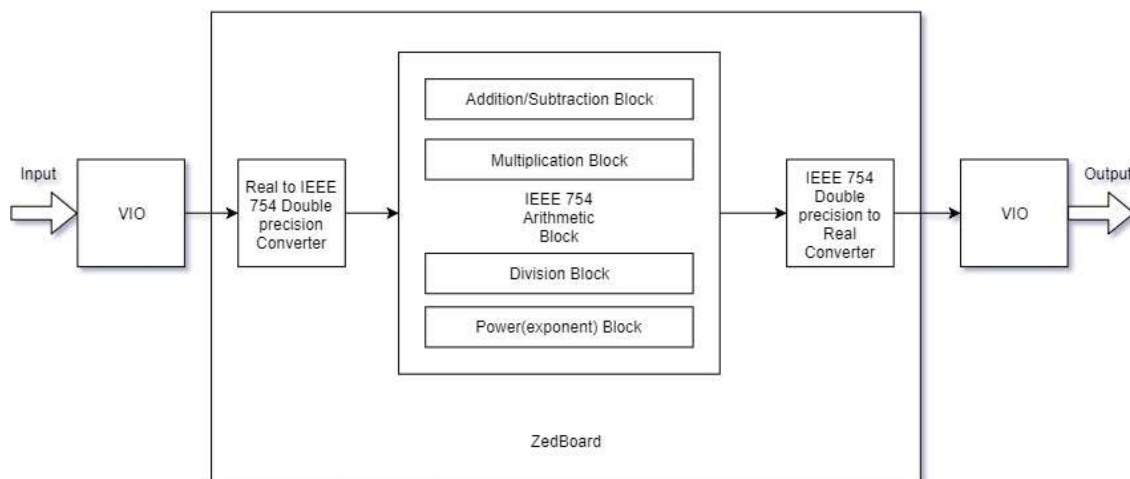 Input
VIO
Real to IEEE
754 Double
precision
Converter
Addition/Subtraction Block
Multiplication Block
IEEE 754
Arithmetic
Block
Division Block
Power(exponent) Block
IEEE 754
Double
precision to
Real
Converter
VIO
Output
ZedBoard